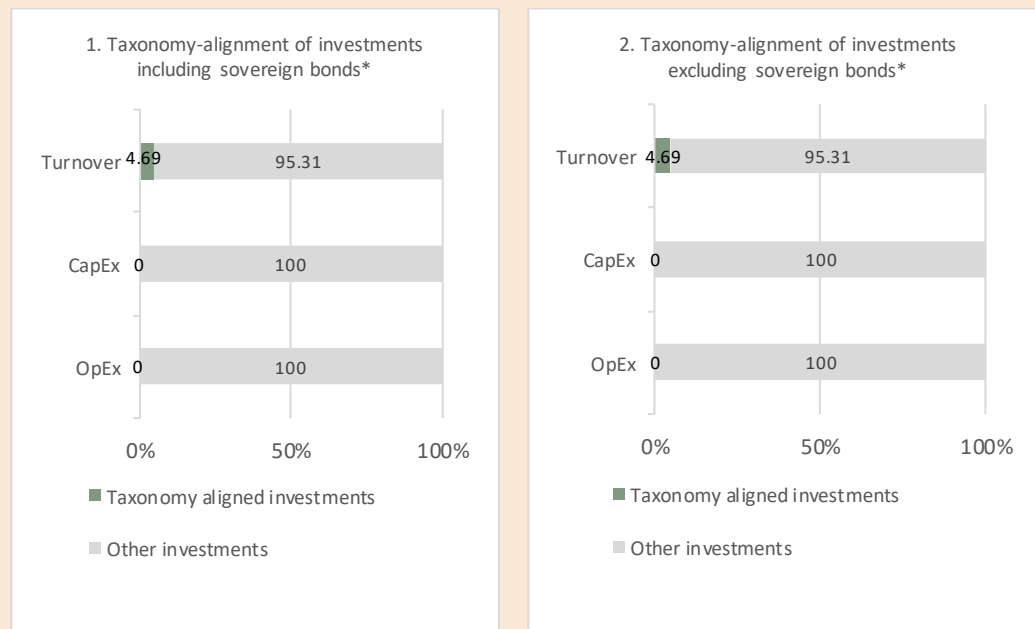 1. Taxonomy-alignment of investments
including sovereign bonds*
Turnover 4.69 95.31
CapEx 0 100
OpEx 0 100
0% 50% 100%
Taxonomy aligned investments
Other investments
2. Taxonomy-alignment of investments
excluding sovereign bonds*
Turnover 4.69 95.31
CapEx 0 100
OpEx 0 100
0% 50% 100%
Taxonomy aligned investments
Other investments